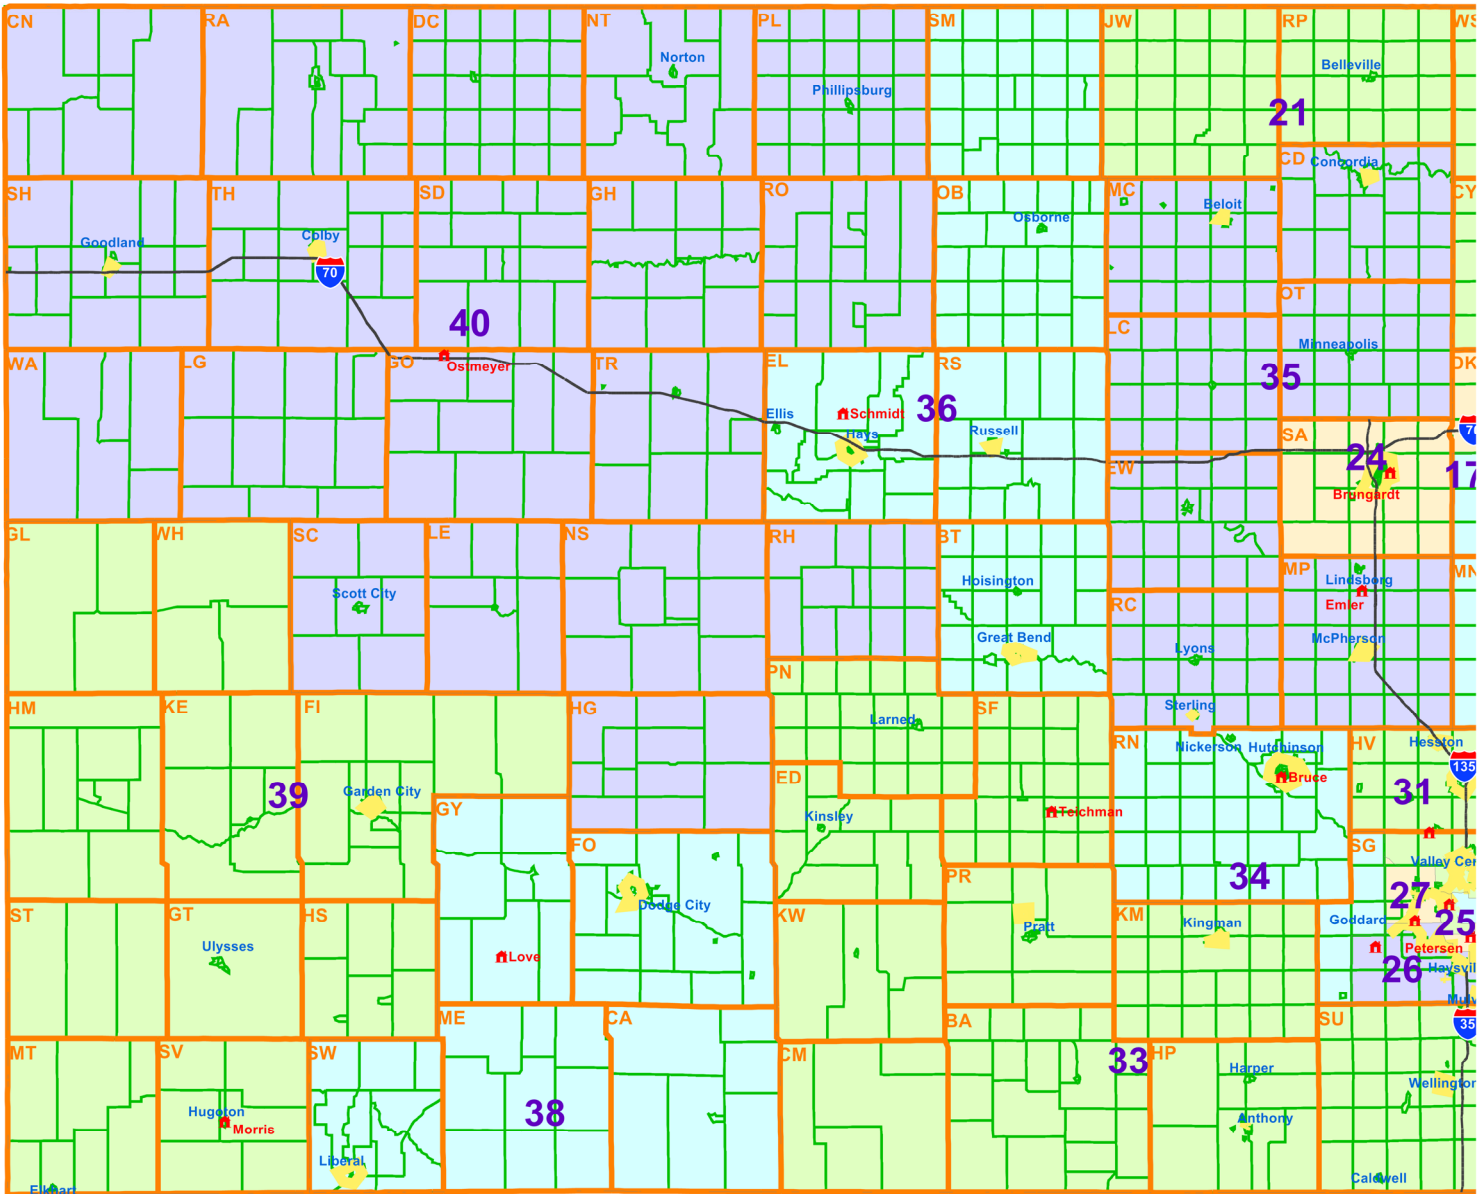 CN RA DC NT PL SM JW RP WS
Norton
Belleville
Phillipsburg
21
CD Concordia
SH TH SD GH RO OB MC CY
Beloit
Osborne
Goodland Colby
70
OT
40
LC
Minneapolis
WA LG GO TR EL RS DK
Ostmeyer
35
36
Ellis Schmidt
Hays Russell
70
SA
24
EW
17
Brungardt
GL WH SC LE NS RH BT
MP MN
Hoisington
Lindsborg
Scott City
RC
Emler
Great Bend
McPherson
Lyons
PN
HM KE FI HG SF
Sterling
Larned
RN Nickerson Hutchinson HV Hesston
135
ED Bruce
39
31
Garden City
GY
Kinsley Teichman
FO SG
Valley Cen
PR 34
27
Dodge City
ST GT HS KW KM
Goddard 25
Pratt Kingman
Ulysses
Petersen
Love
26 Haysvil
Mulv
ME CA BA SU 35
MT SV SW CM 33 HP
Harper
Wellington
38
Hugoton
Morris
Anthony
Liberal
Caldwell
Elkhart